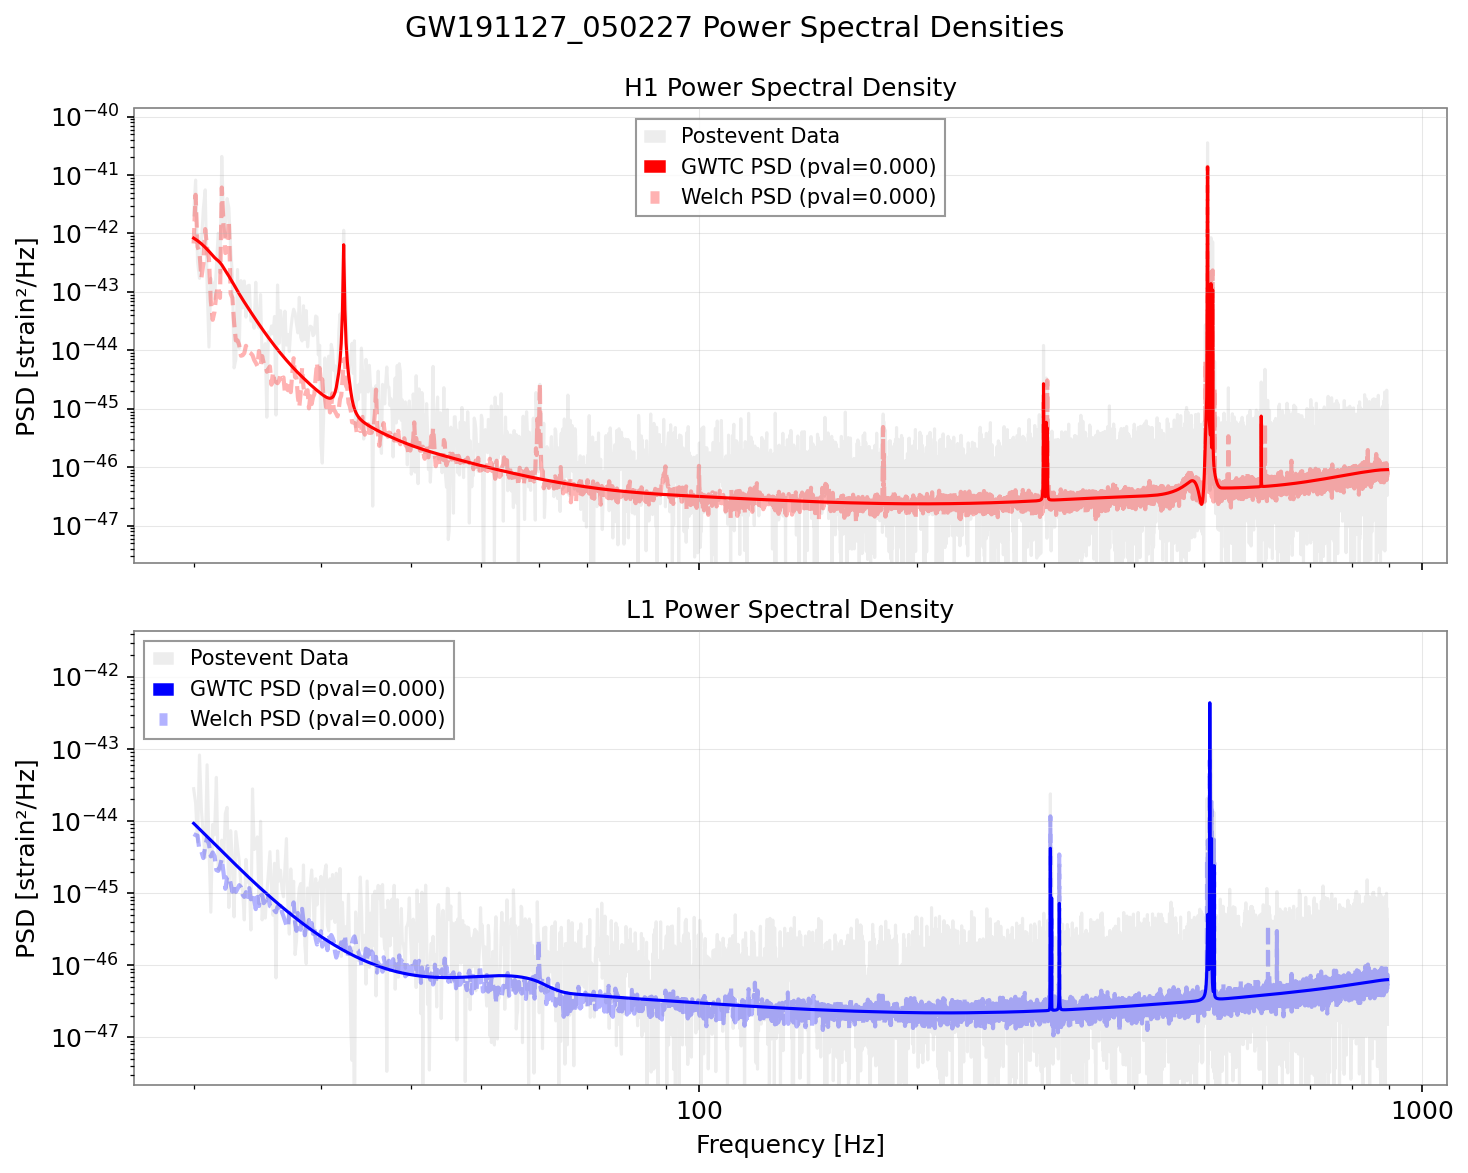 GW191127_050227 Power Spectral Densities
H1 Power Spectral Density
PSD [strain²/Hz]
10⁻⁴⁰
10⁻⁴¹
10⁻⁴²
10⁻⁴³
10⁻⁴⁴
10⁻⁴⁵
10⁻⁴⁶
10⁻⁴⁷
Postevent Data
GWTC PSD (pval=0.000)
Welch PSD (pval=0.000)
L1 Power Spectral Density
PSD [strain²/Hz]
10⁻⁴²
10⁻⁴³
10⁻⁴⁴
10⁻⁴⁵
10⁻⁴⁶
10⁻⁴⁷
Postevent Data
GWTC PSD (pval=0.000)
Welch PSD (pval=0.000)
100
1000
Frequency [Hz]